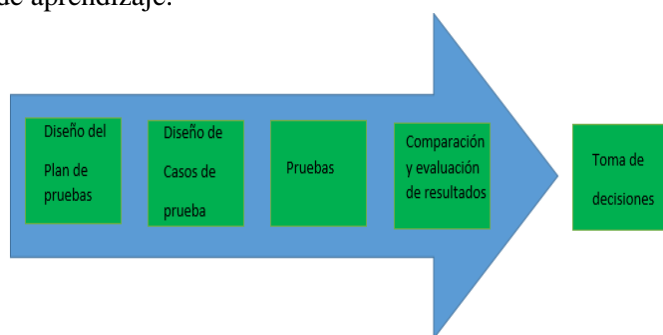 de aprendizaje.
Diseño del
Plan de
pruebas
Diseño de
Casos de
prueba
Pruebas
Comparación
y evaluación
de resultados
Toma de
decisiones